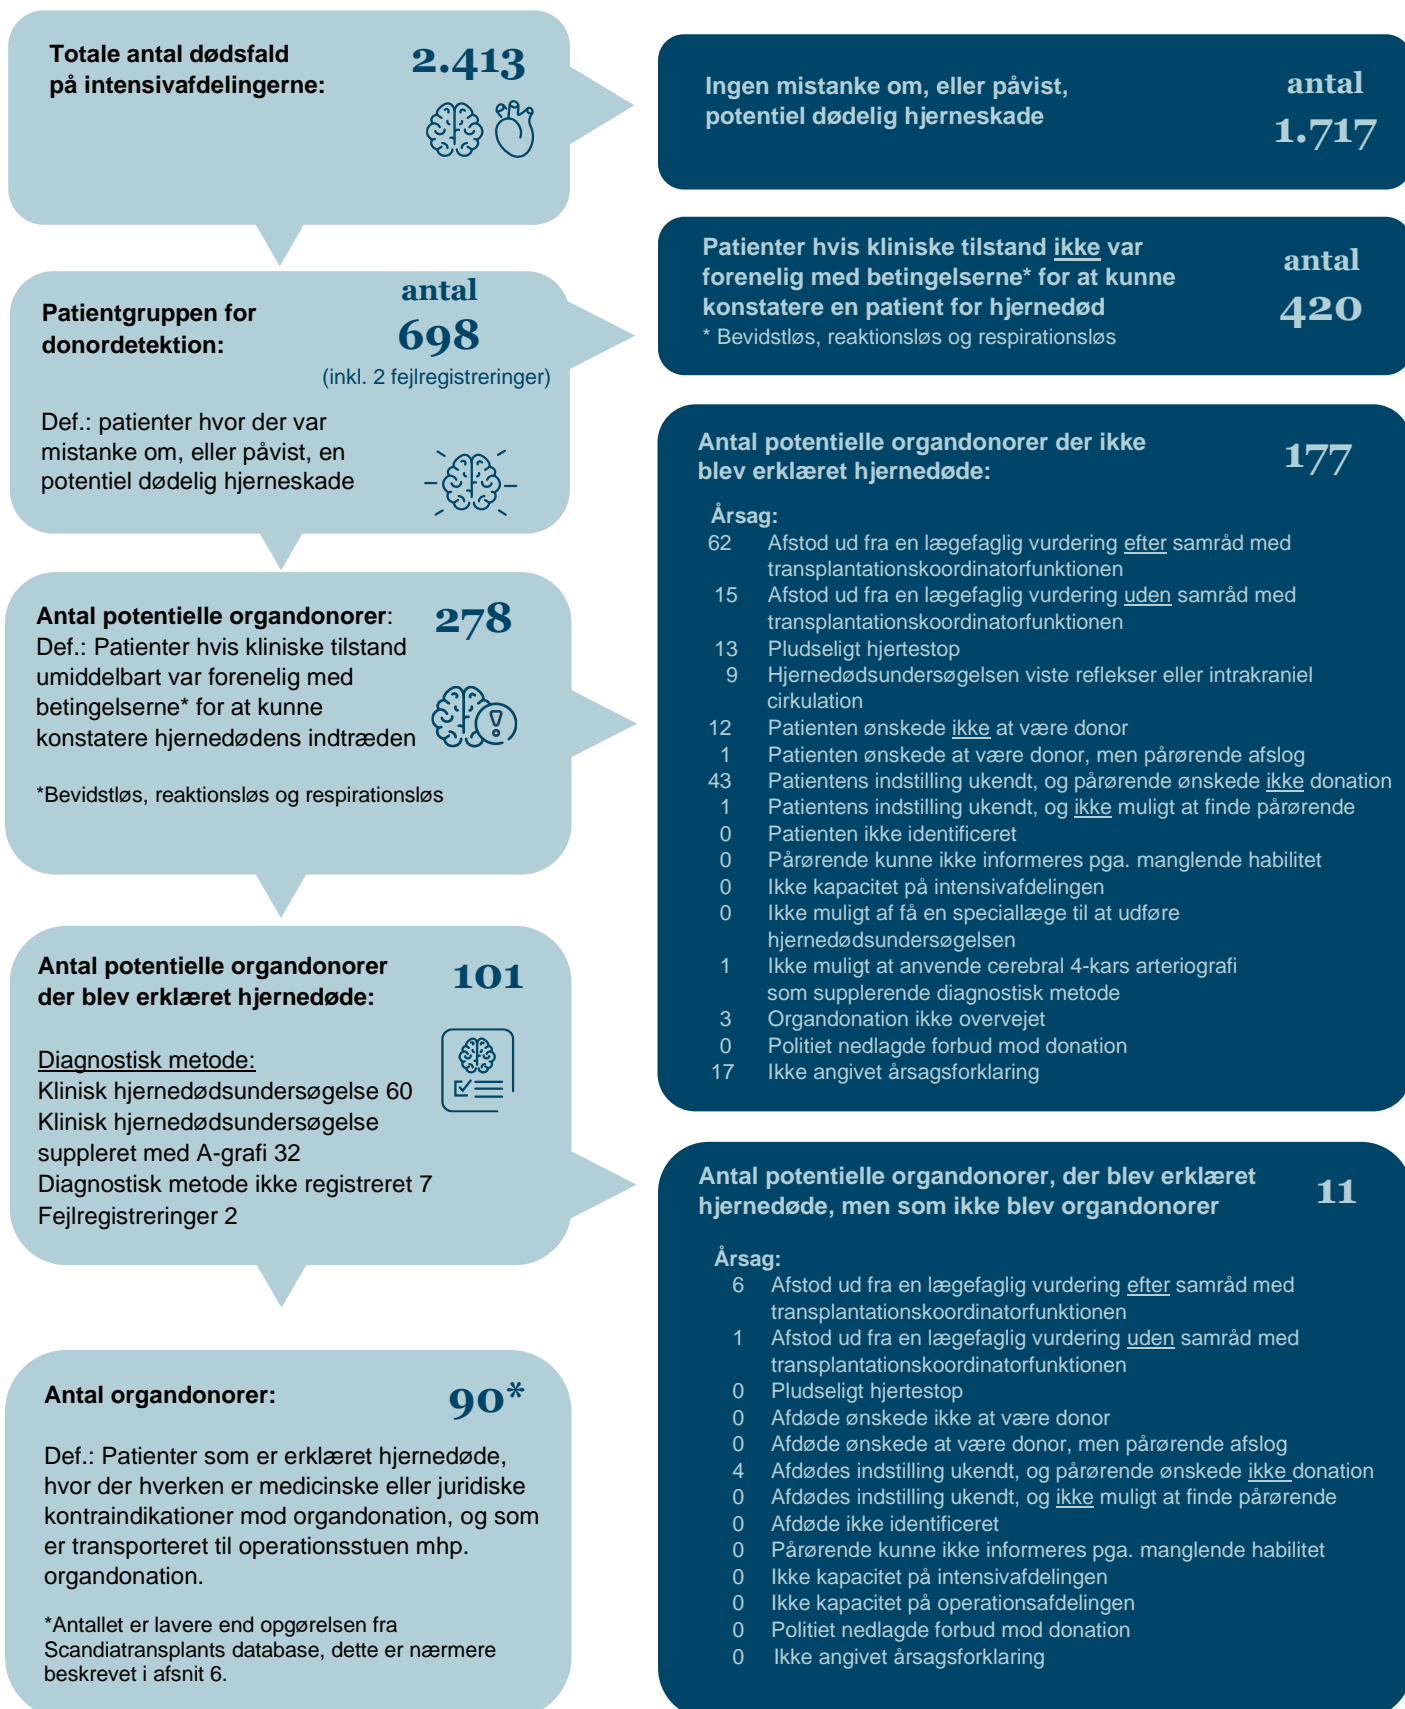 Totale antal dødsfald
på intensivafdelingerne:
2.413
Ingen mistanke om, eller påvist,
potentiel dødelig hjerneskade
antal
1.717
Patientgruppen for
donordetektion:
antal
698
(inkl. 2 fejlregistreringer)
Def.: patienter hvor der var
mistanke om, eller påvist, en
potentiel dødelig hjerneskade
Patienter hvis kliniske tilstand ikke var
forenelig med betingelserne* for at kunne
konstatere en patient for hjernedød
* Bevidstløs, reaktionsløs og respirationsløs
antal
420
Antal potentielle organdonorer:
278
Def.: Patienter hvis kliniske tilstand
umiddelbart var forenelig med
betingelserne* for at kunne
konstatere hjernedødens indtræden
*Bevidstløs, reaktionsløs og respirationsløs
Antal potentielle organdonorer der ikke
blev erklæret hjernedøde:
177
Årsag:
62 Afstod ud fra en lægefaglig vurdering efter samråd med
transplantationskoordinatorfunktionen
15 Afstod ud fra en lægefaglig vurdering uden samråd med
transplantationskoordinatorfunktionen
13 Pludseligt hjertestop
9 Hjernedødsundersøgelsen viste reflekser eller intrakraniel
cirkulation
12 Patienten ønskede ikke at være donor
1 Patienten ønskede at være donor, men pårørende afslog
43 Patientens indstilling ukendt, og pårørende ønskede ikke donation
1 Patientens indstilling ukendt, og ikke muligt at finde pårørende
0 Patienten ikke identificeret
0 Pårørende kunne ikke informeres pga. manglende habilitet
0 Ikke kapacitet på intensivafdelingen
0 Ikke muligt af få en speciallæge til at udføre
hjernedødsundersøgelsen
1 Ikke muligt at anvende cerebral 4-kars arteriografi
som supplerende diagnostisk metode
3 Organdonation ikke overvejet
0 Politiet nedlagde forbud mod donation
17 Ikke angivet årsagsforklaring
Antal potentielle organdonorer
der blev erklæret hjernedøde:
101
Diagnostisk metode:
Klinisk hjernedødsundersøgelse 60
Klinisk hjernedødsundersøgelse
suppleret med A-grafi 32
Diagnostisk metode ikke registreret 7
Fejlregistreringer 2
Antal potentielle organdonorer, der blev erklæret
hjernedøde, men som ikke blev organdonorer
11
Årsag:
6 Afstod ud fra en lægefaglig vurdering efter samråd med
transplantationskoordinatorfunktionen
1 Afstod ud fra en lægefaglig vurdering uden samråd med
transplantationskoordinatorfunktionen
0 Pludseligt hjertestop
0 Afdøde ønskede ikke at være donor
0 Afdøde ønskede at være donor, men pårørende afslog
4 Afdødes indstilling ukendt, og pårørende ønskede ikke donation
0 Afdødes indstilling ukendt, og ikke muligt at finde pårørende
0 Afdøde ikke identificeret
0 Pårørende kunne ikke informeres pga. manglende habilitet
0 Ikke kapacitet på intensivafdelingen
0 Ikke kapacitet på operationsafdelingen
0 Politiet nedlagde forbud mod donation
0 Ikke angivet årsagsforklaring
Antal organdonorer:
90*
Def.: Patienter som er erklæret hjernedøde,
hvor der hverken er medicinske eller juridiske
kontraindikationer mod organdonation, og som
er transporteret til operationsstuen mhp.
organdonation.
*Antallet er lavere end opgørelsen fra
Scandiatransplants database, dette er nærmere
beskrevet i afsnit 6.